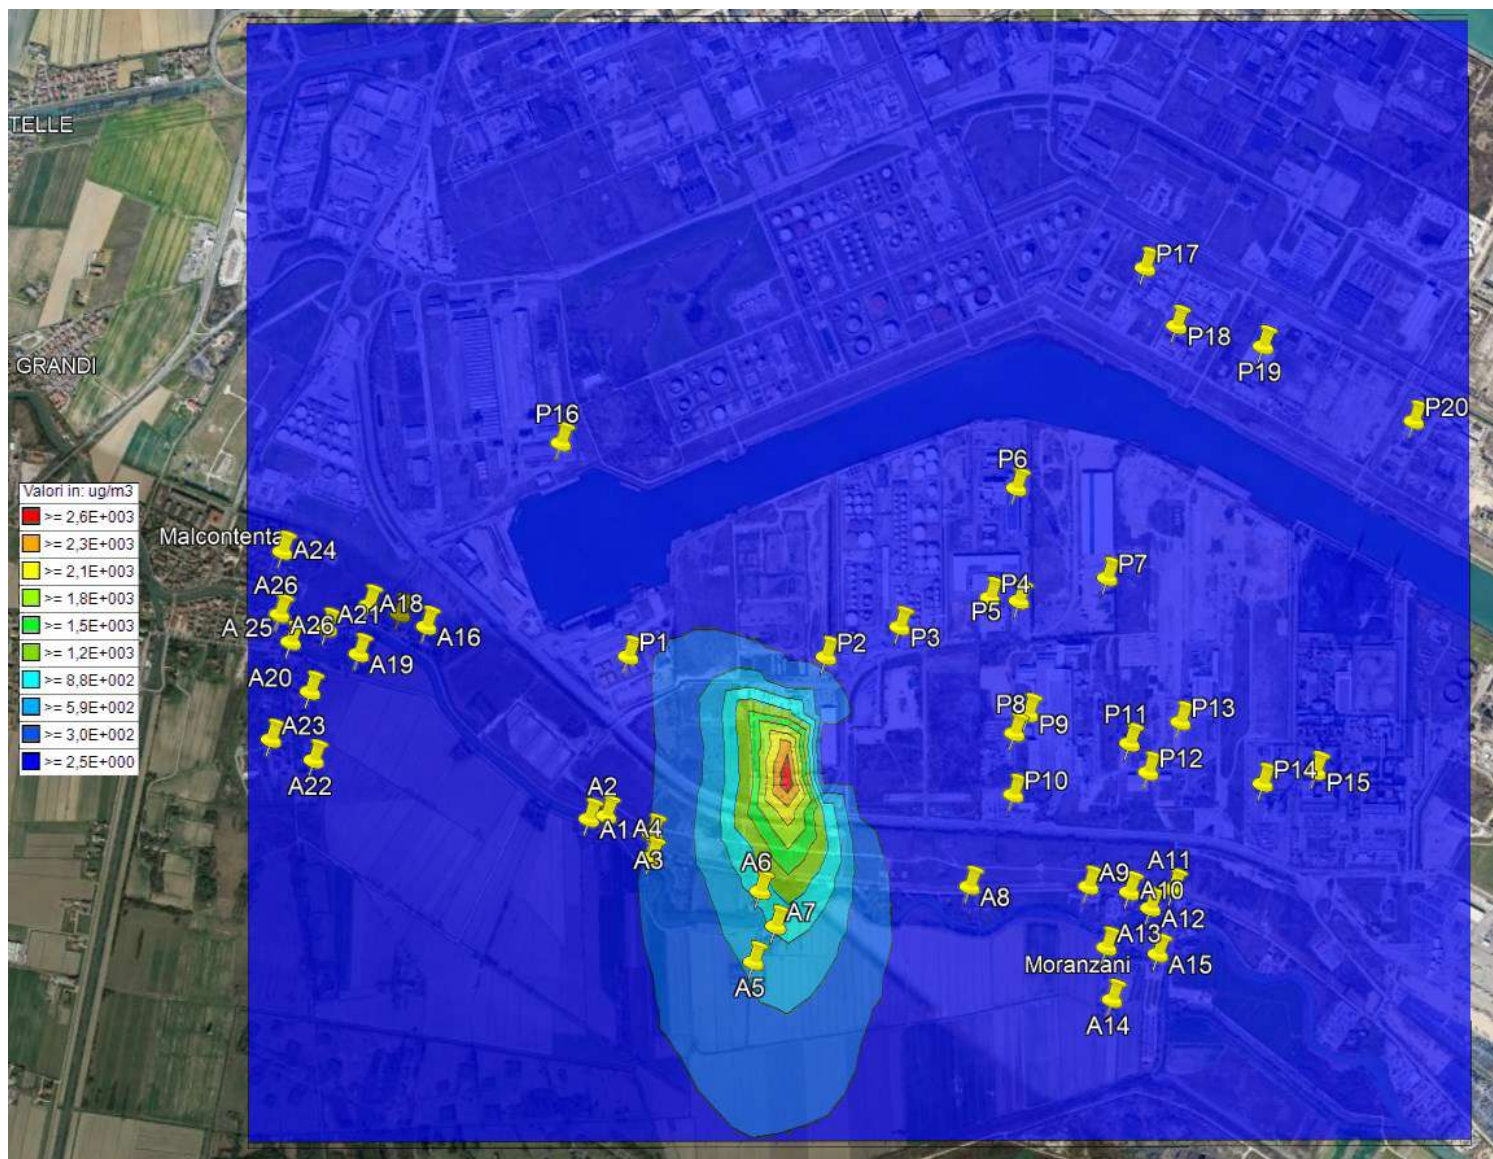 P17
TELLE
P18
P19
GRANDI
P20
P16
P6
Valori in: ug/m3
>= 2,6E+003
>= 2,3E+003
>= 2,1E+003
>= 1,8E+003
>= 1,5E+003
>= 1,2E+003
>= 8,8E+002
>= 5,9E+002
>= 3,0E+002
>= 2,5E+000
Malcontenta
A24
P7
P4
P5
A26
A18
A21
A26
A 25
A16
P3
P1
P2
A19
A20
P8
P9
P13
P11
A23
P12
P14
P15
A22
P10
A2
A1
A4
A3
A6
A11
A9
A10
A8
A7
A12
A13
Moranzani
A15
A5
A14